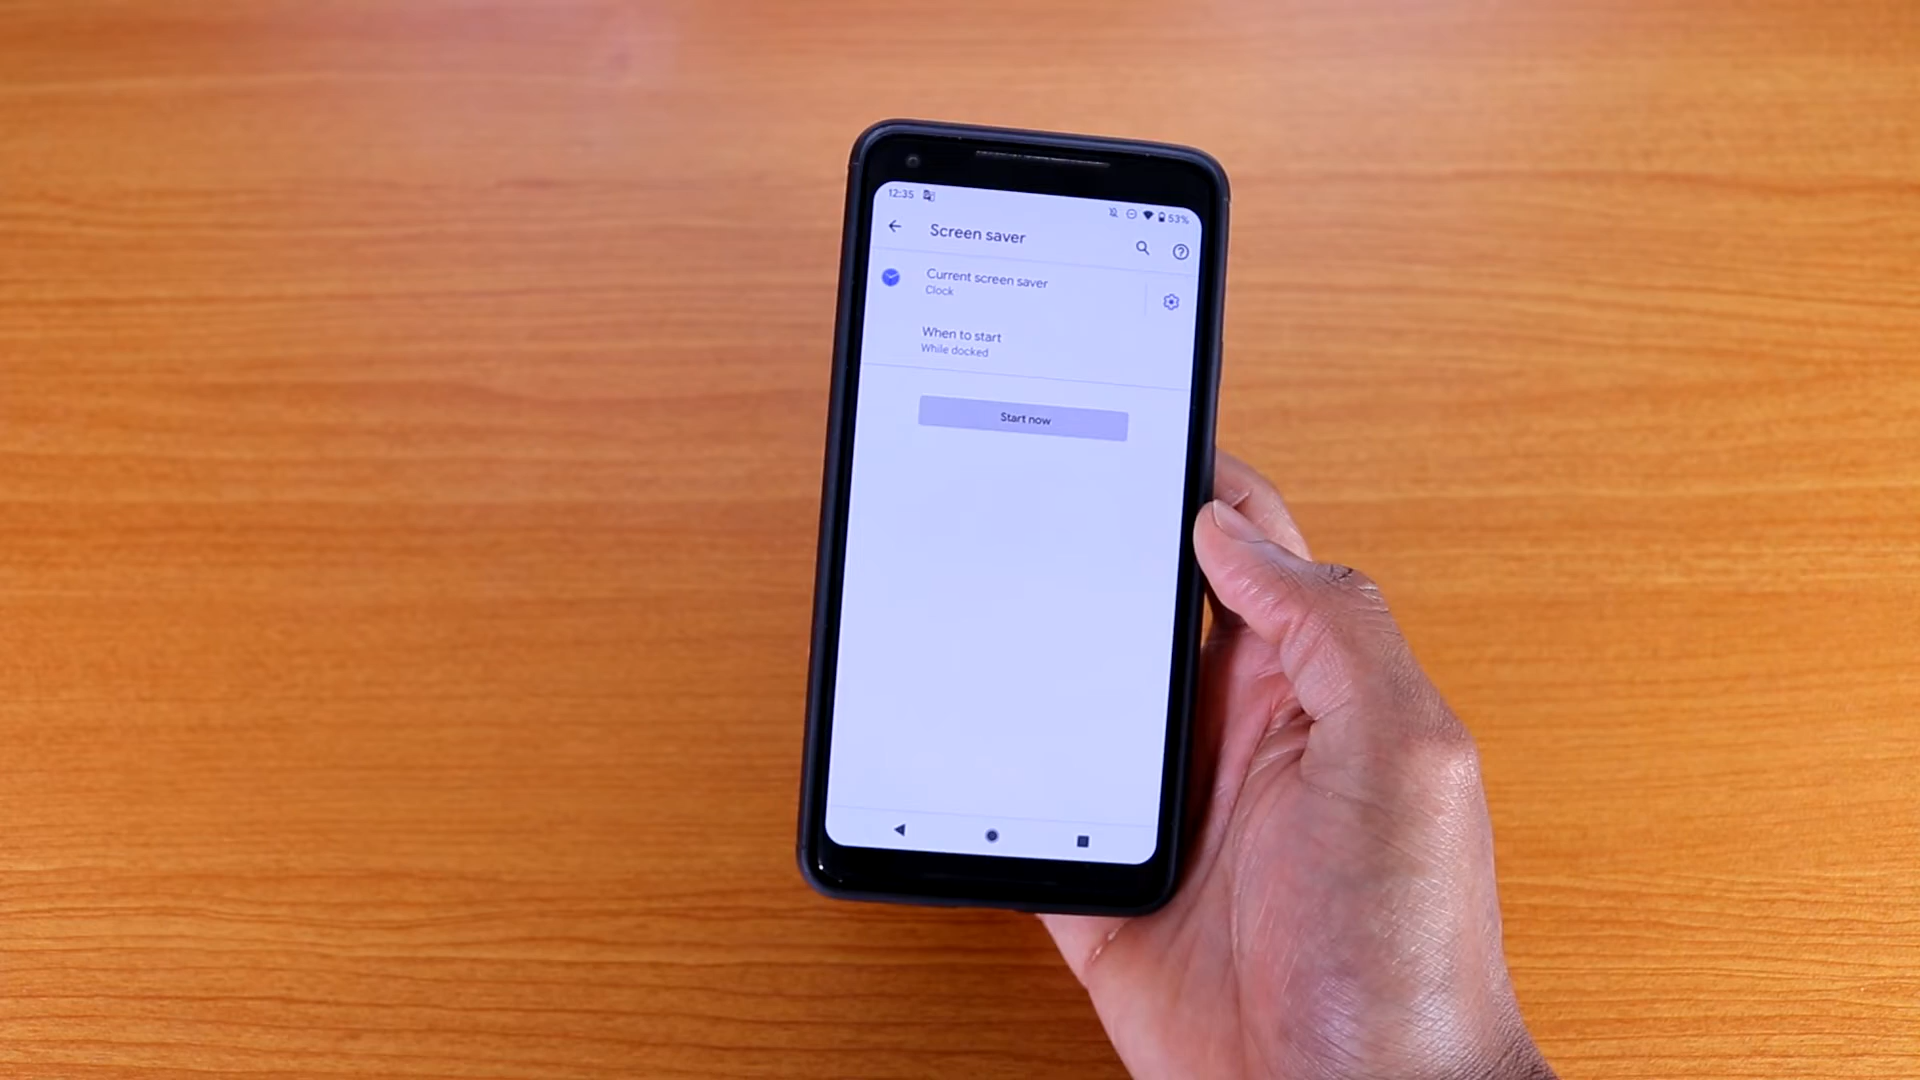 12:35
53%
Screen saver
Current screen saver
Clock
When to start
While docked
Start now